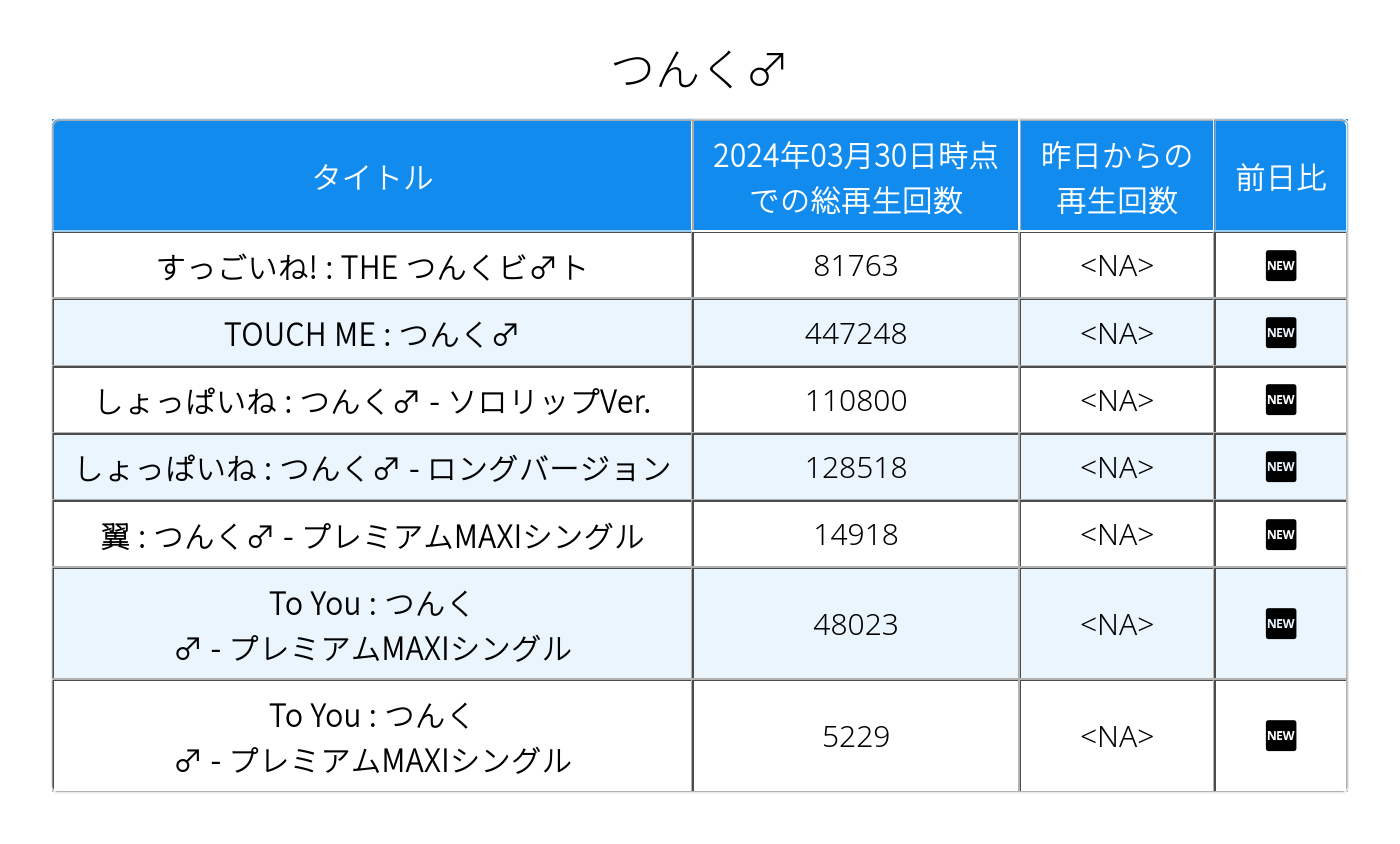 つんく♂
タイトル
2024年03月30日時点
での総再生回数
昨日からの
再生回数
前日比
すっごいね! : THE つんくビ♂ト
81763
<NA>
NEW
TOUCH ME : つんく♂
447248
<NA>
NEW
しょっぱいね : つんく♂ - ソロリップVer.
110800
<NA>
NEW
しょっぱいね : つんく♂ - ロングバージョン
128518
<NA>
NEW
翼 : つんく♂ - プレミアムMAXIシングル
14918
<NA>
NEW
To You : つんく
♂ - プレミアムMAXIシングル
48023
<NA>
NEW
To You : つんく
♂ - プレミアムMAXIシングル
5229
<NA>
NEW